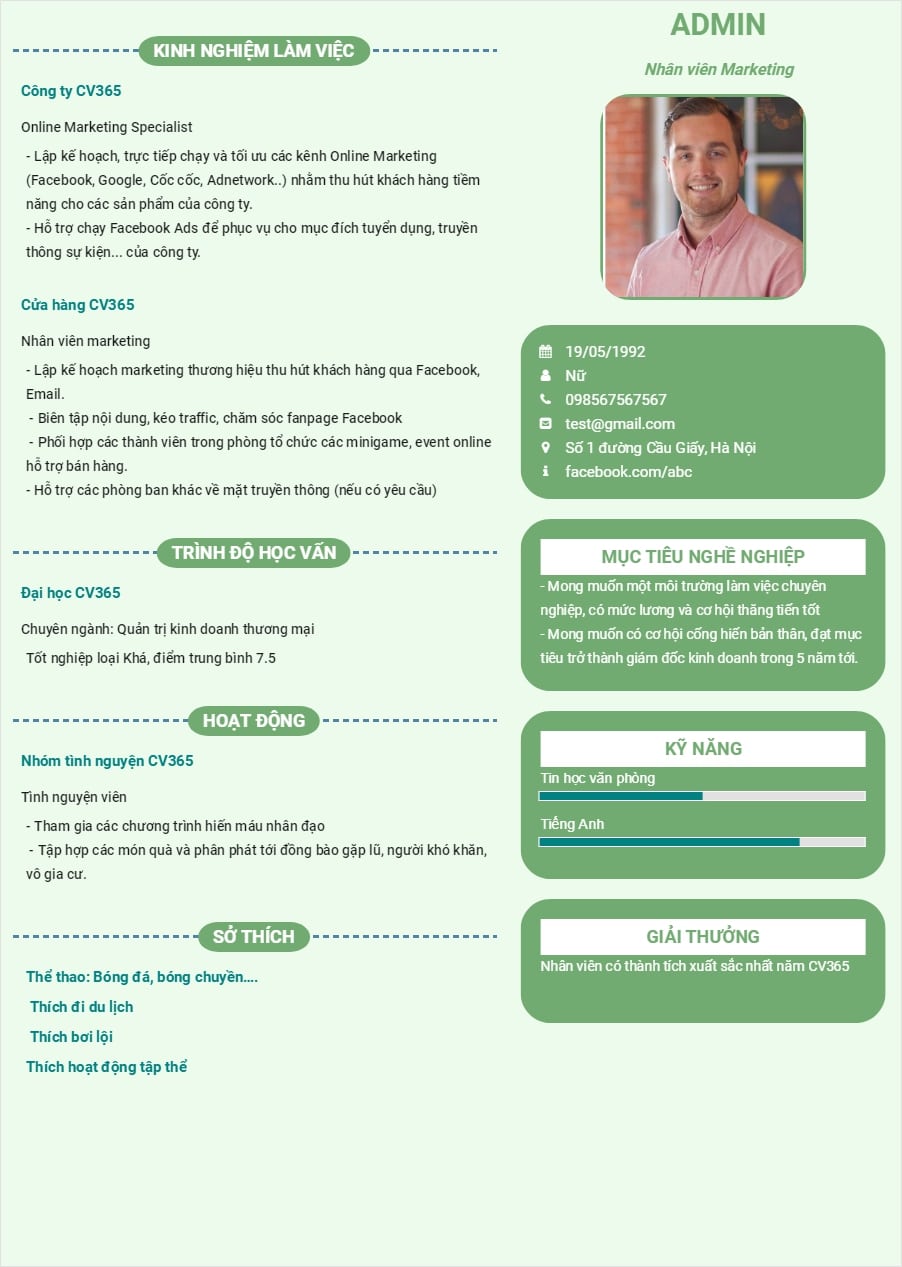 KINH NGHIỆM LÀM VIỆC
Công ty CV365
Online Marketing Specialist
- Lập kế hoạch, trực tiếp chạy và tối ưu các kênh Online Marketing
(Facebook, Google, Cốc cốc, Adnetwork..) nhằm thu hút khách hàng tiềm
năng cho các sản phẩm của công ty.
- Hỗ trợ chạy Facebook Ads để phục vụ cho mục đích tuyển dụng, truyền
thông sự kiện... của công ty.
Cửa hàng CV365
Nhân viên marketing
- Lập kế hoạch marketing thương hiệu thu hút khách hàng qua Facebook,
Email.
- Biên tập nội dung, kéo traffic, chăm sóc fanpage Facebook
- Phối hợp các thành viên trong phòng tổ chức các minigame, event online
hỗ trợ bán hàng.
- Hỗ trợ các phòng ban khác về mặt truyền thông (nếu có yêu cầu)
TRÌNH ĐỘ HỌC VẤN
Đại học CV365
Chuyên ngành: Quản trị kinh doanh thương mại
Tốt nghiệp loại Khá, điểm trung bình 7.5
HOẠT ĐỘNG
Nhóm tình nguyện CV365
Tình nguyện viên
- Tham gia các chương trình hiến máu nhân đạo
- Tập hợp các món quà và phân phát tới đồng bào gặp lũ, người khó khăn,
vô gia cư.
SỞ THÍCH
Thể thao: Bóng đá, bóng chuyền....
Thích đi du lịch
Thích bơi lội
Thích hoạt động tập thể
ADMIN
Nhân viên Marketing
19/05/1992
Nữ
098567567567
test@gmail.com
Số 1 đường Cầu Giấy, Hà Nội
facebook.com/abc
MỤC TIÊU NGHỀ NGHIỆP
- Mong muốn một môi trường làm việc chuyên
nghiệp, có mức lương và cơ hội thăng tiến tốt
- Mong muốn có cơ hội cống hiến bản thân, đạt mục
tiêu trở thành giám đốc kinh doanh trong 5 năm tới.
KỸ NĂNG
Tin học văn phòng
Tiếng Anh
GIẢI THƯỞNG
Nhân viên có thành tích xuất sắc nhất năm CV365